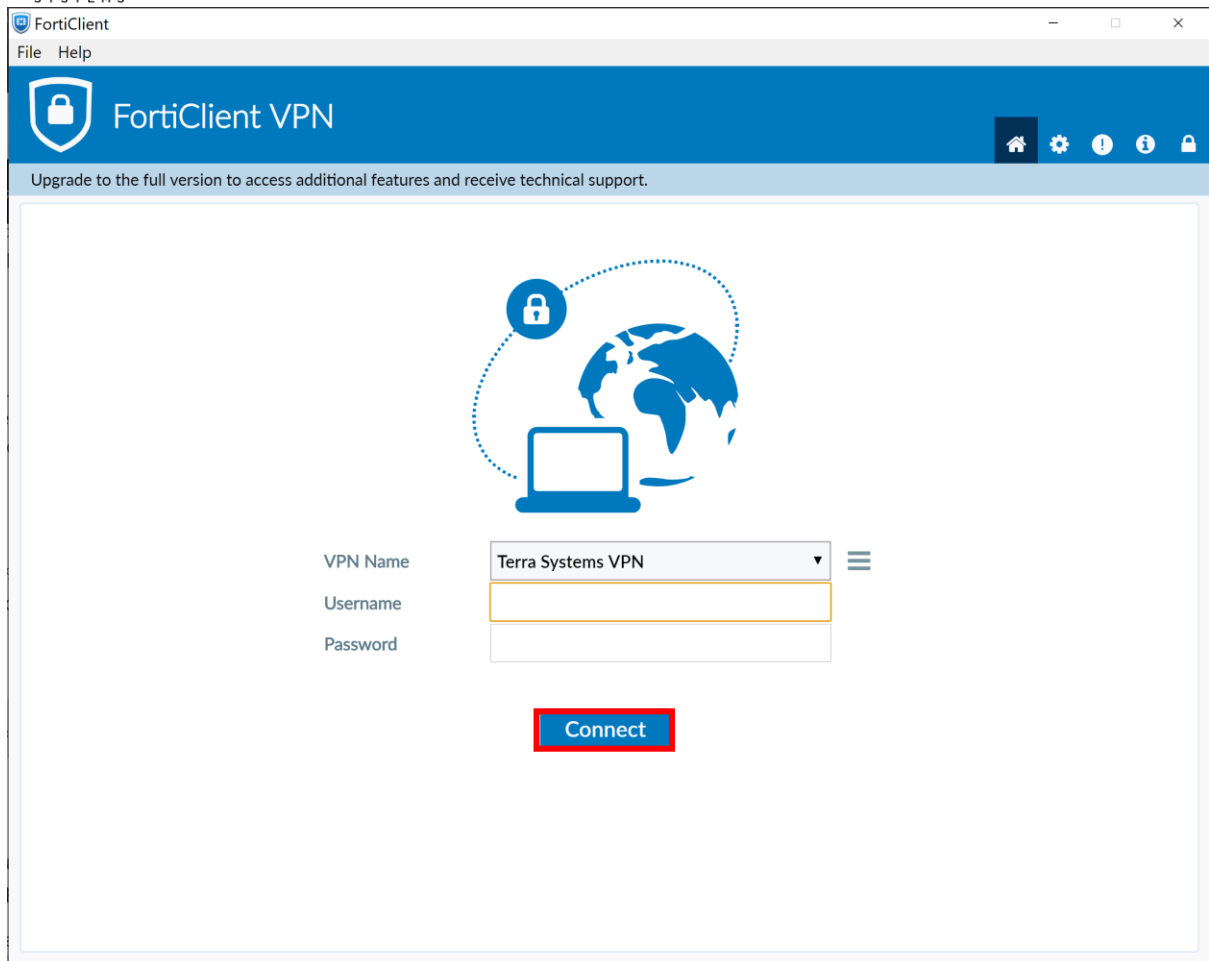 FortiClient
File Help
FortiClient VPN
Upgrade to the full version to access additional features and receive technical support.
VPN Name Terra Systems VPN
Username
Password
Connect